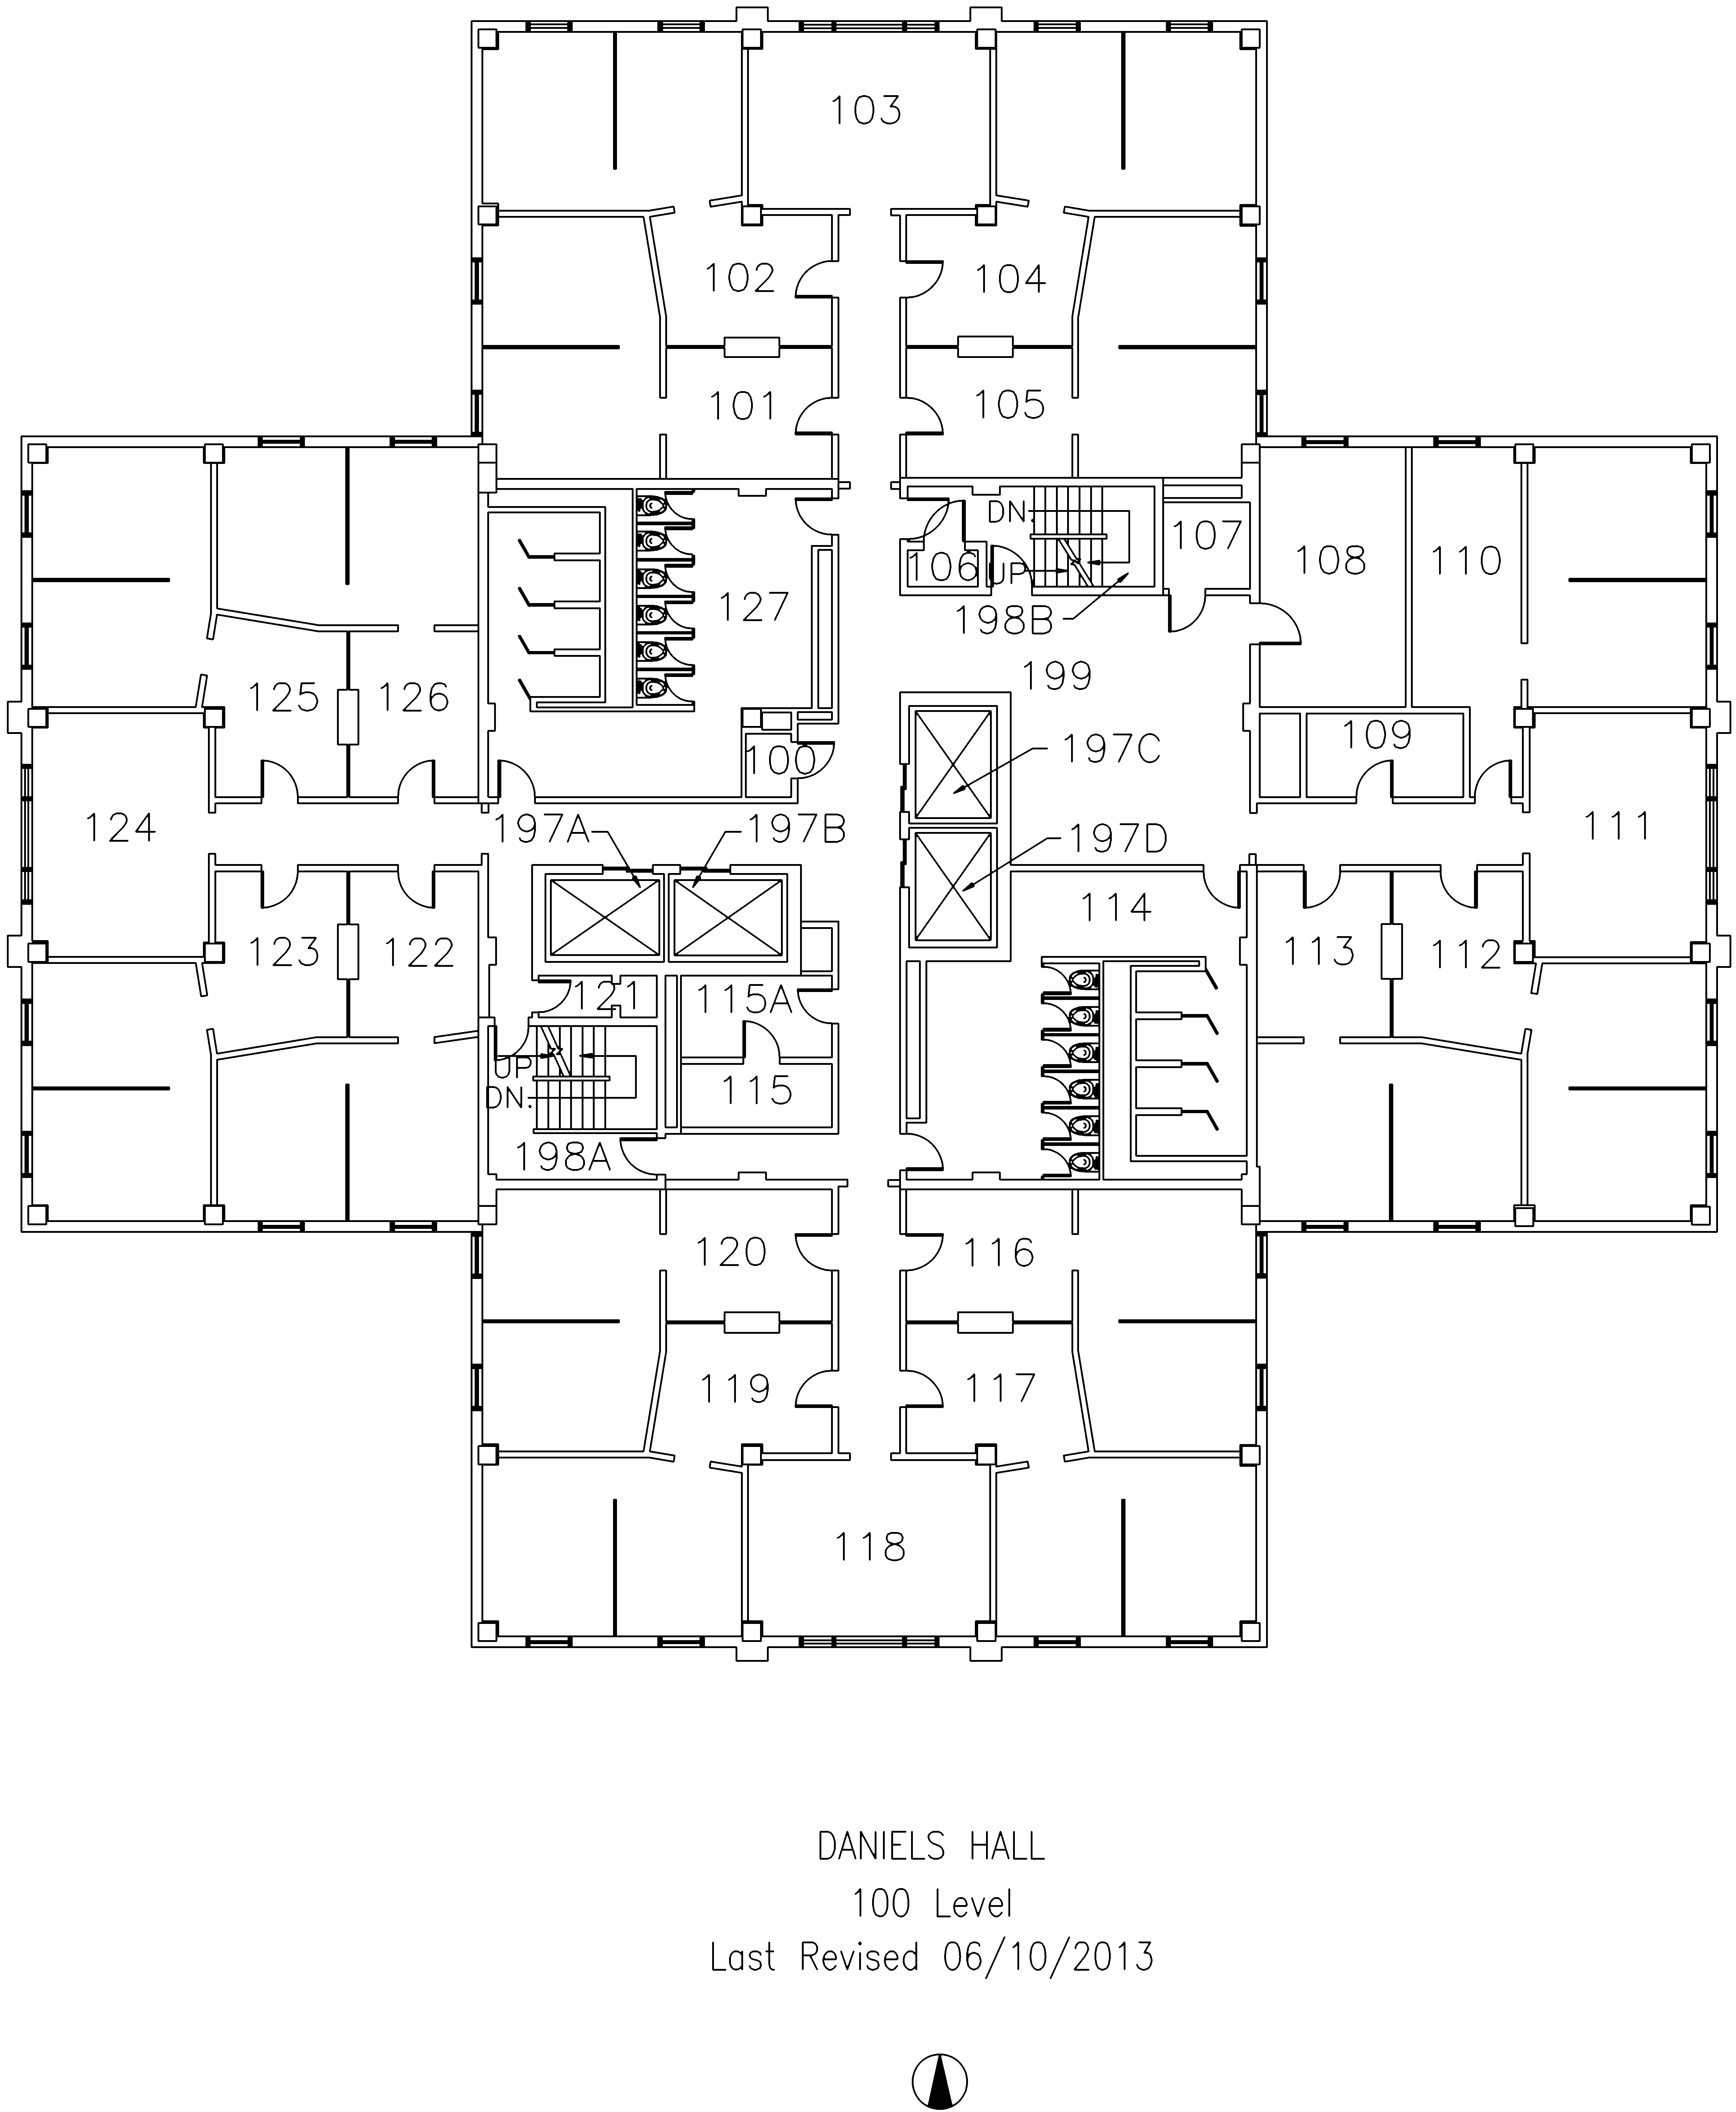 103
102
104
101
105
DN.
107
106
UP
108
110
127
198B
199
125
126
109
197C
100
124
197A
197B
197D
111
114
123
122
113
112
121
115A
UP
DN.
115
198A
120
116
119
117
118
DANIELS HALL
100 Level
Last Revised 06/10/2013